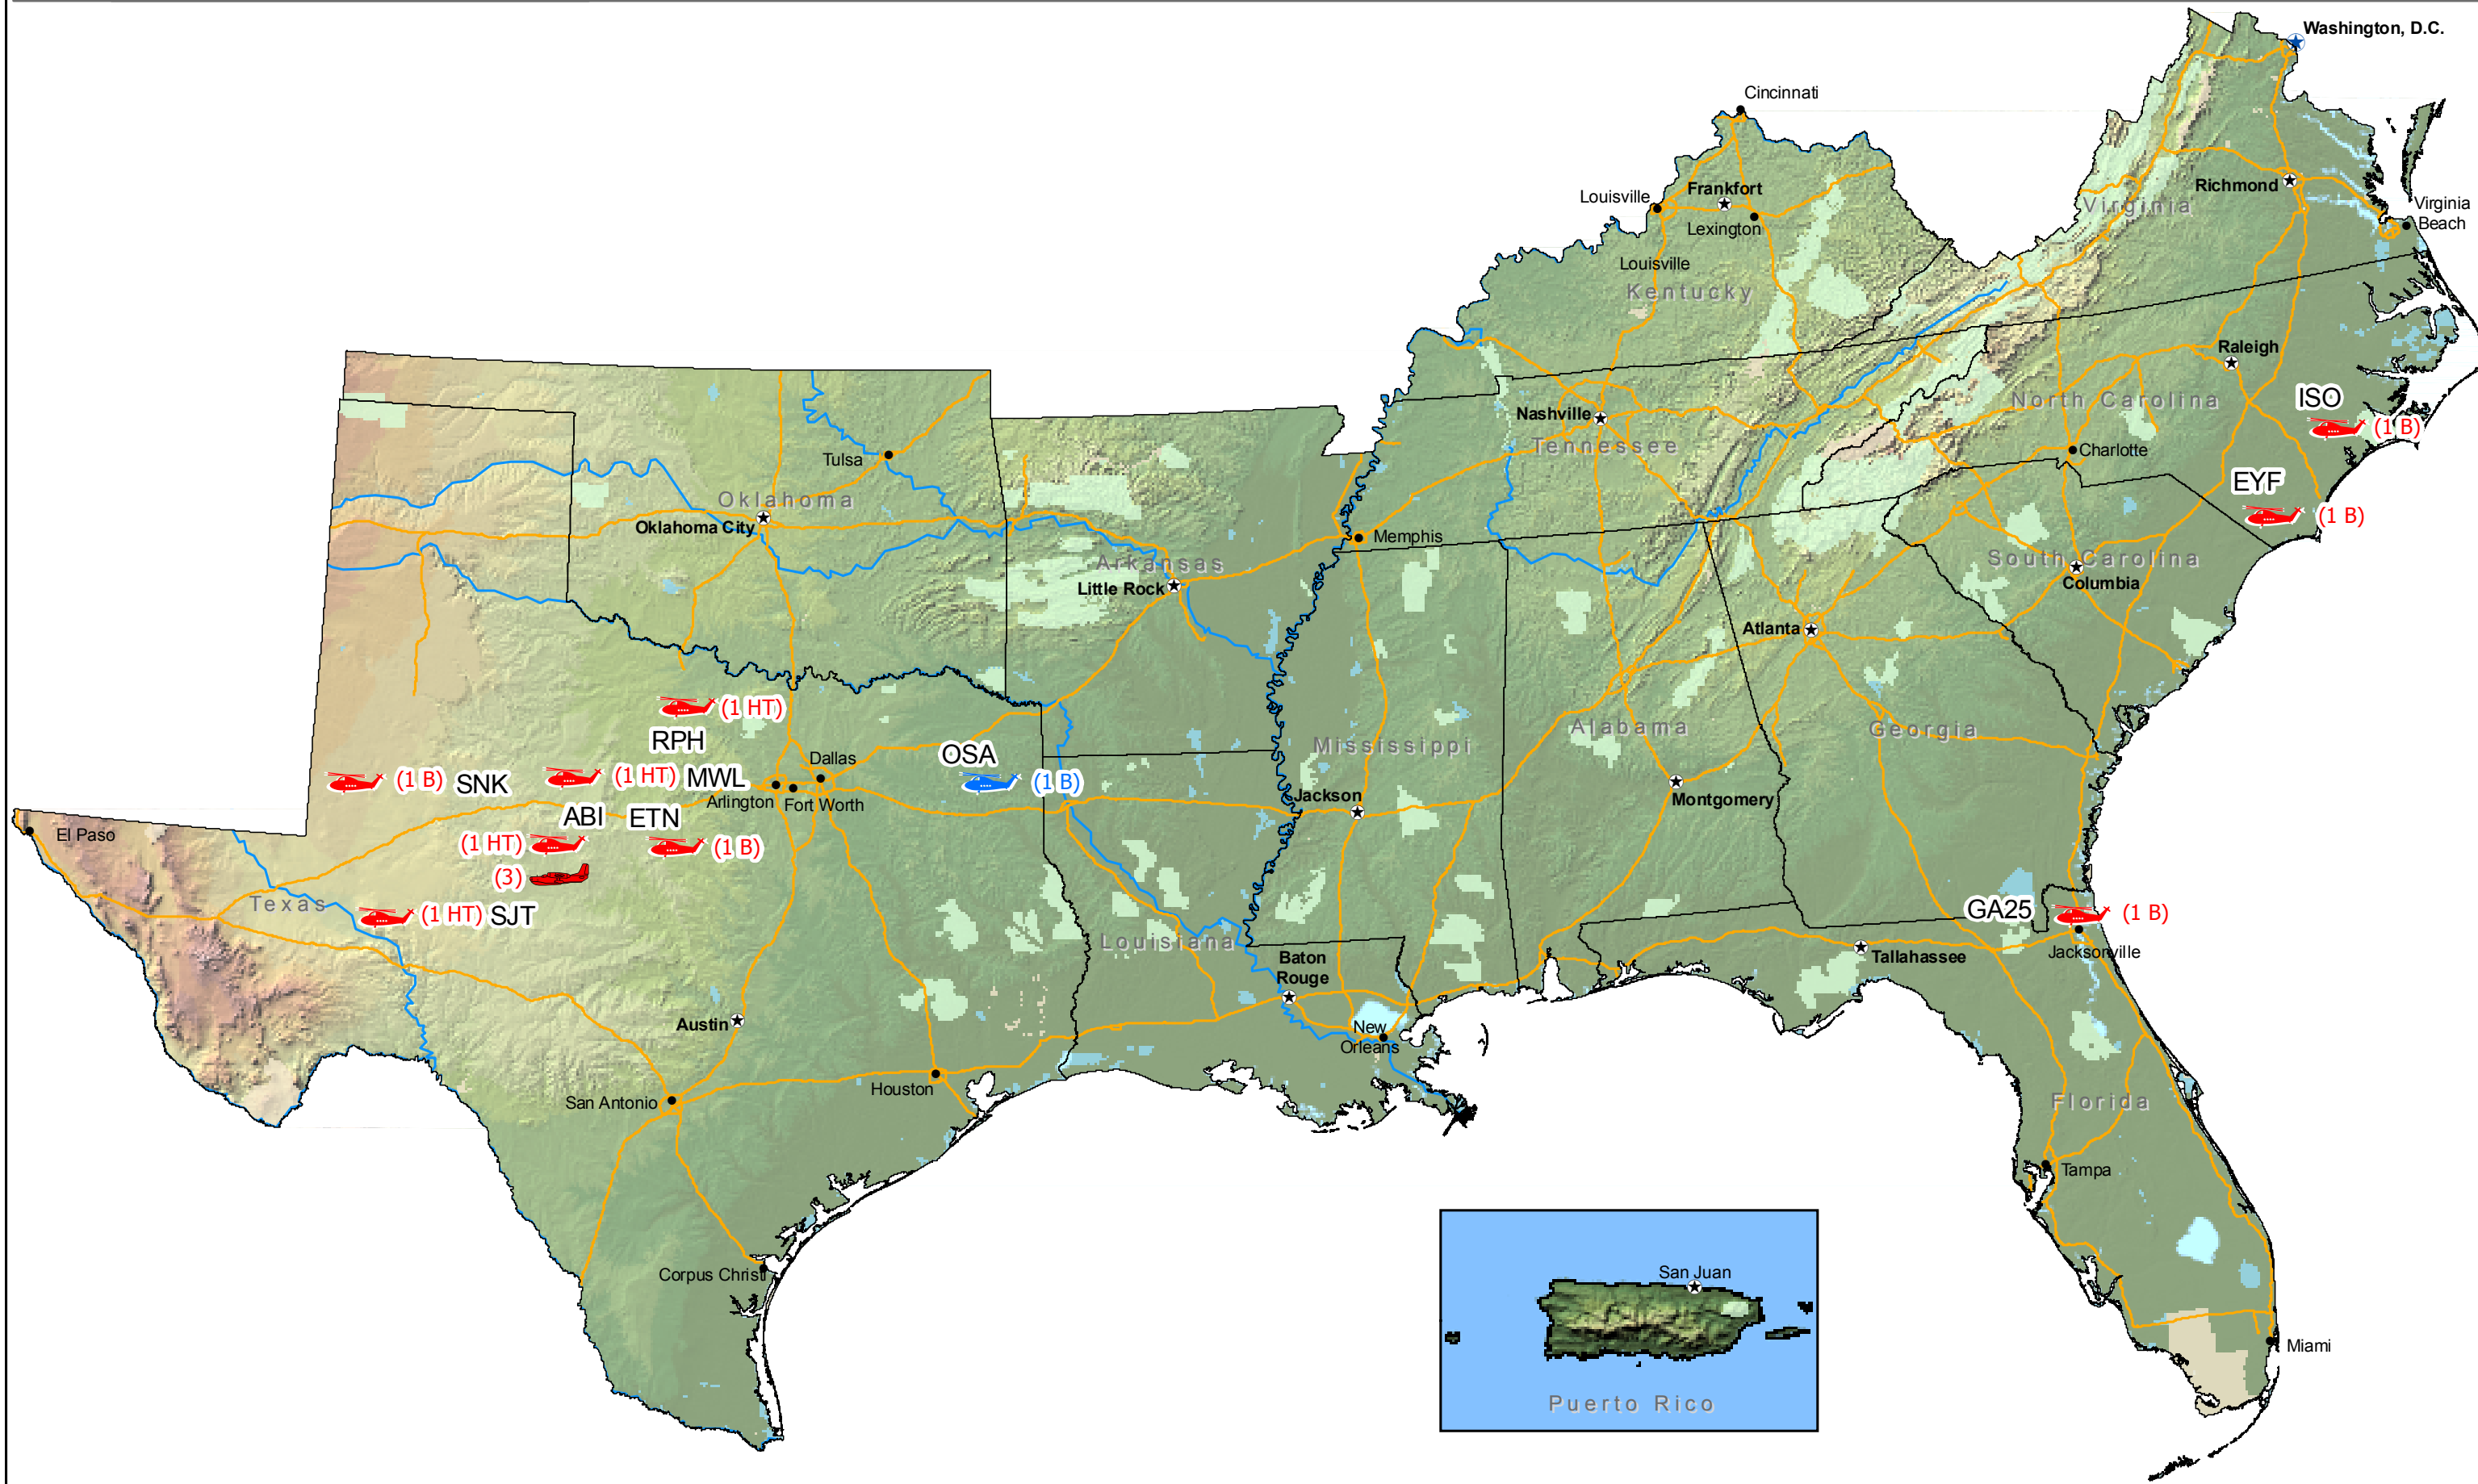 Washington, D.C.
Cincinnati
Louisville
Frankfort
Lexington
Richmond
Virginia
Virginia
Beach
Louisville
Kentucky
Raleigh
ISO
(1 B)
North Carolina
Nashville
Tennessee
Charlotte
Tulsa
Oklahoma
Oklahoma City
EYF
(1 B)
Memphis
Arkansas
Little Rock
South Carolina
Columbia
Atlanta
(1 HT)
RPH
Alabama
Georgia
Mississippi
Dallas
OSA
(1 B)
(1 B)
SNK
(1 HT)
MWL
Arlington
Fort Worth
Jackson
Montgomery
ABI
ETN
El Paso
(1 HT)
(1 B)
(3)
Texas
(1 HT)
SJT
GA25
(1 B)
Louisiana
Baton
Rouge
Tallahassee
Jacksonville
Austin
New
Orleans
Houston
San Antonio
Florida
Tampa
Corpus Christi
San Juan
Miami
Puerto Rico